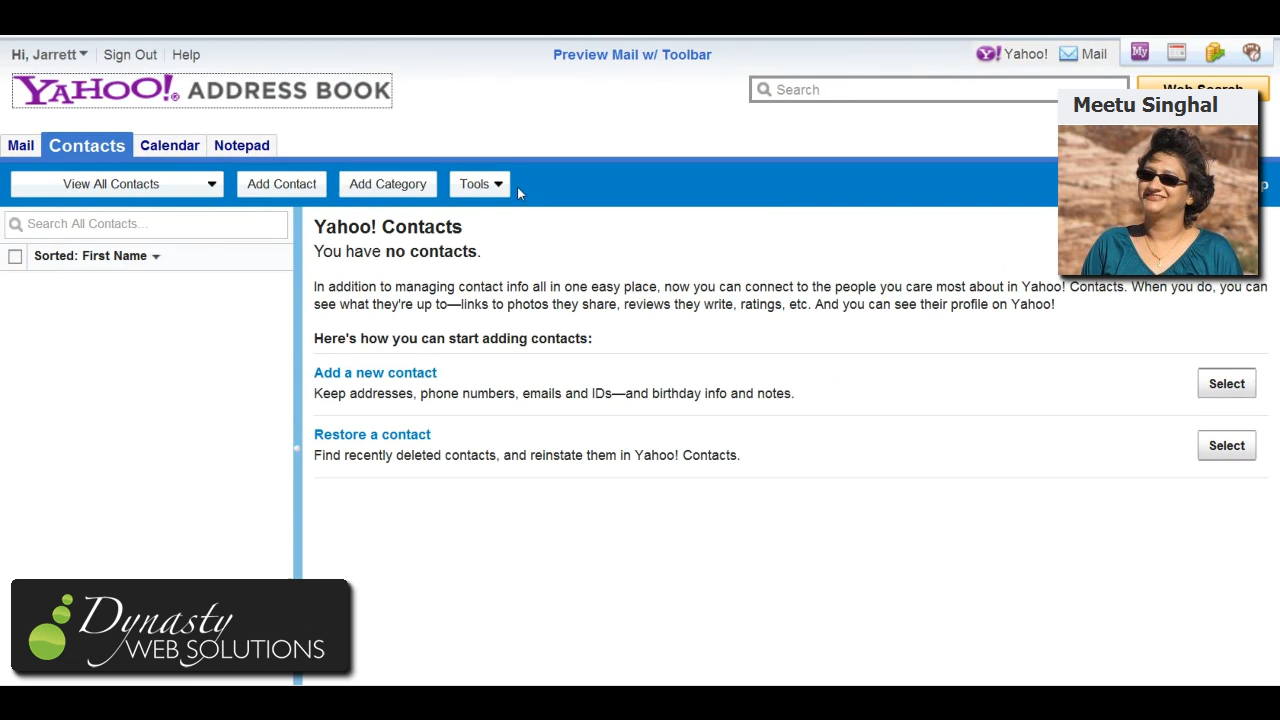 Hi, Jarrett Sign Out Help Preview Mail w/ Toolbar Yahoo! Mail My
YAHOO! ADDRESS BOOK Search
Meetu Singhal
Mail Contacts Calendar Notepad
View All Contacts Add Contact Add Category Tools
Search All Contacts...
Sorted: First Name
Yahoo! Contacts
You have no contacts.
In addition to managing contact info all in one easy place, now you can connect to the people you care most about in Yahoo! Contacts. When you do, you can
see what they're up to—links to photos they share, reviews they write, ratings, etc. And you can see their profile on Yahoo!
Here's how you can start adding contacts:
Add a new contact
Keep addresses, phone numbers, emails and IDs—and birthday info and notes.
Select
Restore a contact
Find recently deleted contacts, and reinstate them in Yahoo! Contacts.
Select
Dynasty
WEB SOLUTIONS